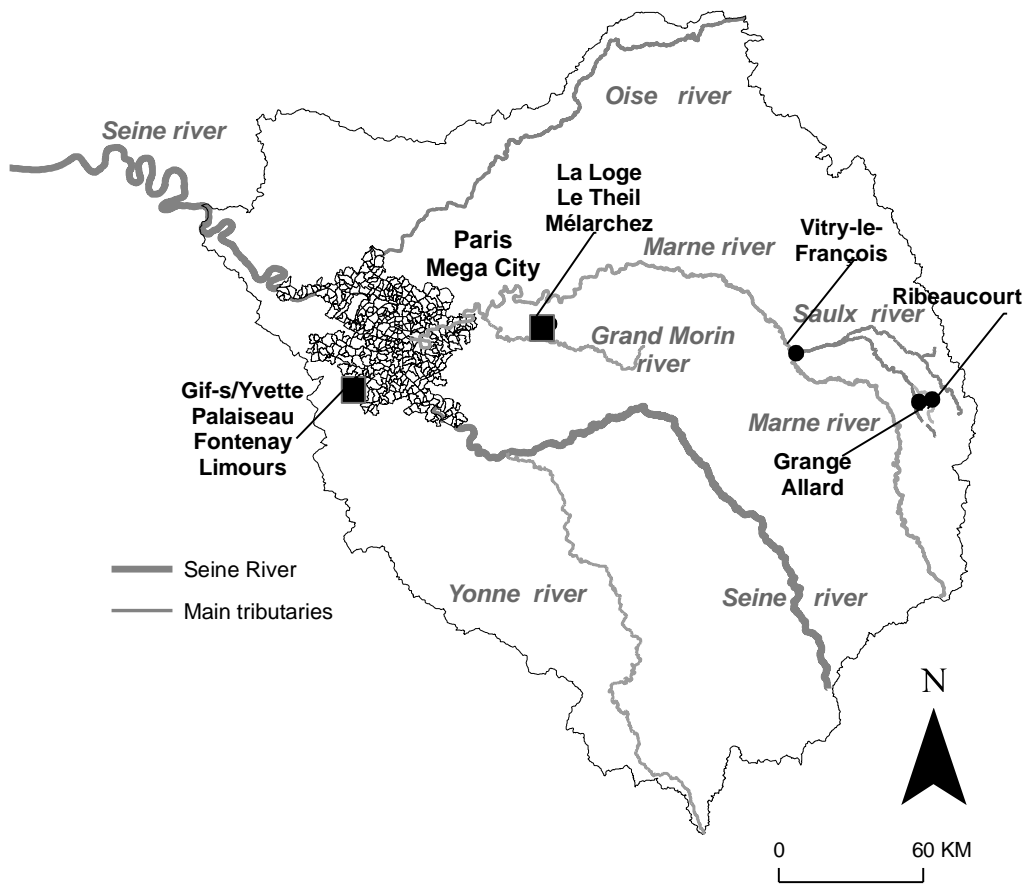 Oise river
Seine river
La Loge
Le Theil
Mélarchez
Paris
Mega City
Marne river
Vitry-le-
François
Ribeaucourt
Saulx river
Grand Morin
river
Gif-s/Yvette
Palaiseau
Fontenay
Limours
Marne river
Grange
Allard
Seine River
Main tributaries
Yonne river
Seine river
N
0 60 KM